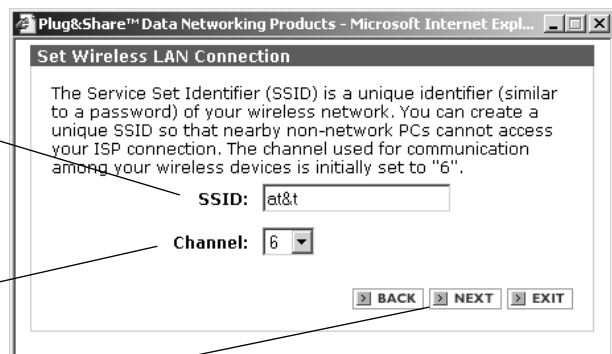 Plug&Share™ Data Networking Products - Microsoft Internet Expl...
Set Wireless LAN Connection
The Service Set Identifier (SSID) is a unique identifier (similar
to a password) of your wireless network. You can create a
unique SSID so that nearby non-network PCs cannot access
your ISP connection. The channel used for communication
among your wireless devices is initially set to "6".
SSID: at&t
Channel: 6
BACK NEXT EXIT